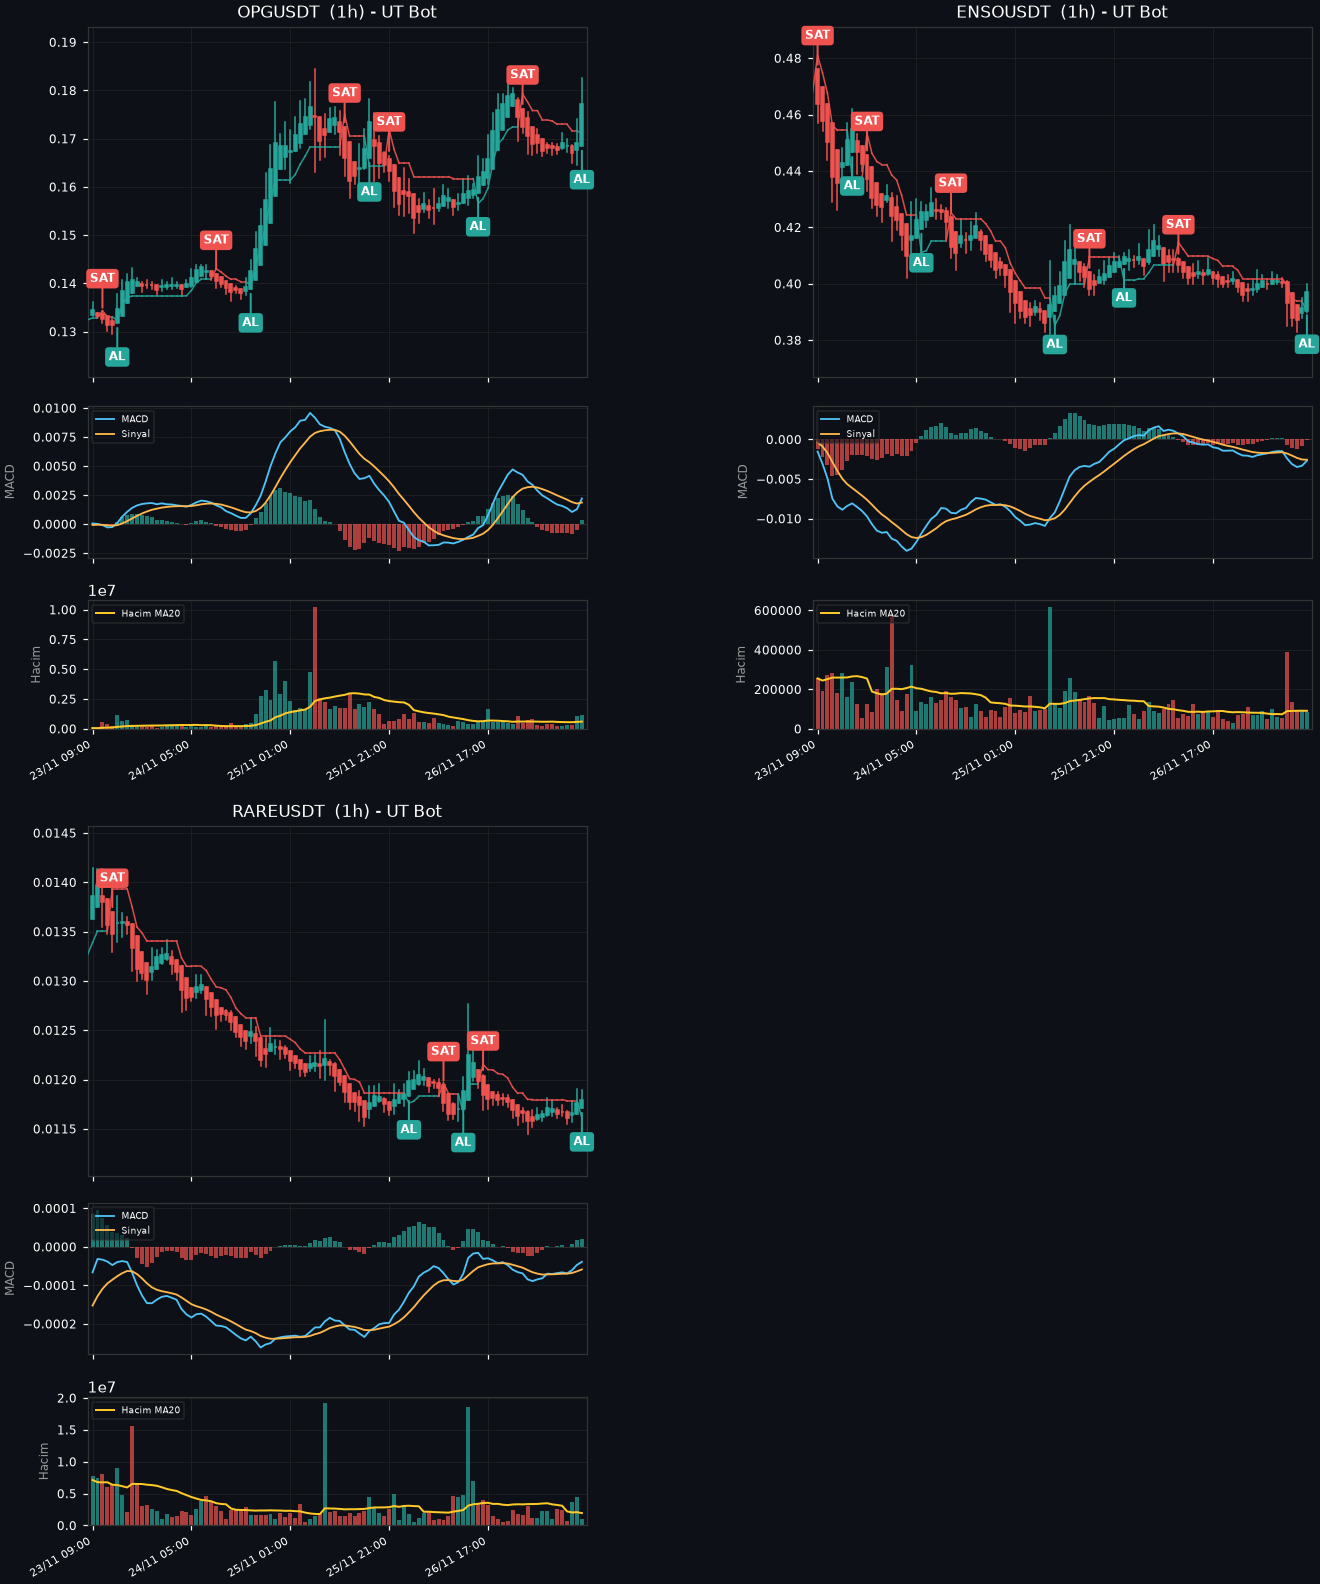 OPGUSDT  (1h) - UT Bot
0.19
0.18
0.17
0.16
0.15
0.14
0.13
SAT
AL
SAT
AL
SAT
AL
SAT
AL
SAT
AL
MACD
0.0100
0.0075
0.0050
0.0025
0.0000
−0.0025
MACD
Sinyal
1e7
Hacim
1.00
0.75
0.50
0.25
0.00
Hacim MA20
23/11 09:00
24/11 05:00
25/11 01:00
25/11 21:00
26/11 17:00
ENSOUSDT  (1h) - UT Bot
0.48
0.46
0.44
0.42
0.40
0.38
SAT
AL
SAT
AL
SAT
AL
SAT
AL
SAT
AL
MACD
0.000
−0.005
−0.010
MACD
Sinyal
Hacim
600000
400000
200000
0
Hacim MA20
23/11 09:00
24/11 05:00
25/11 01:00
25/11 21:00
26/11 17:00
RAREUSDT  (1h) - UT Bot
0.0145
0.0140
0.0135
0.0130
0.0125
0.0120
0.0115
SAT
AL
SAT
AL
SAT
AL
MACD
0.0001
0.0000
−0.0001
−0.0002
MACD
Sinyal
1e7
Hacim
2.0
1.5
1.0
0.5
0.0
Hacim MA20
23/11 09:00
24/11 05:00
25/11 01:00
25/11 21:00
26/11 17:00